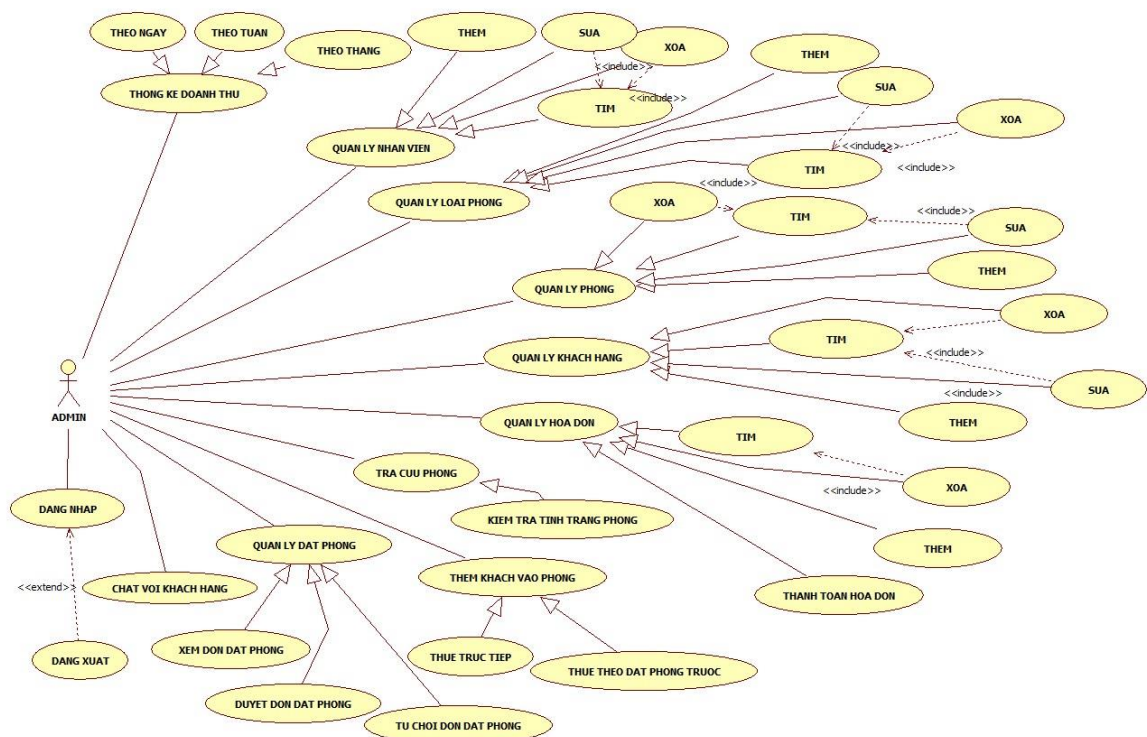 THEO NGAY
THEO TUAN
THEO THANG
THEM
SUA
XOA
THEM
SUA
XOA
THONG KE DOANH THU
<<include>>
<<include>>
TIM
QUAN LY NHAN VIEN
<<include>>
<<include>>
TIM
QUAN LY LOAI PHONG
XOA
<<include>>
TIM
<<include>>
SUA
QUAN LY PHONG
THEM
XOA
TIM
QUAN LY KHACH HANG
<<include>>
SUA
<<include>>
THEM
ADMIN
QUAN LY HOA DON
TIM
TRA CUU PHONG
<<include>>
XOA
DANG NHAP
KIEM TRA TINH TRANG PHONG
QUAN LY DAT PHONG
THEM
THEM KHACH VAO PHONG
<<extend>>
CHAT VOI KHACH HANG
THANH TOAN HOA DON
XEM DON DAT PHONG
THUE TRUC TIEP
DANG XUAT
THUE THEO DAT PHONG TRUOC
DUYET DON DAT PHONG
TU CHOI DON DAT PHONG